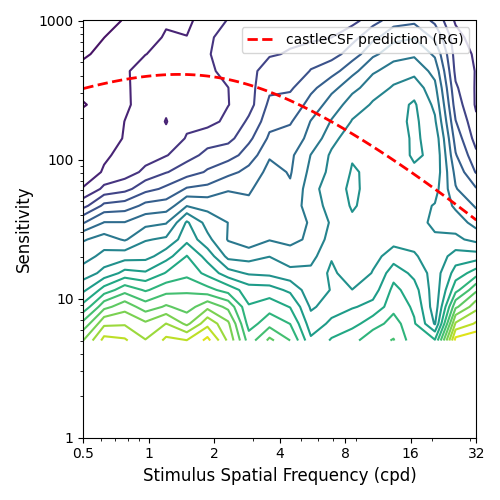 1000
castleCSF prediction (RG)
100
10
1
Sensitivity
0.5 1 2 4 8 16 32
Stimulus Spatial Frequency (cpd)